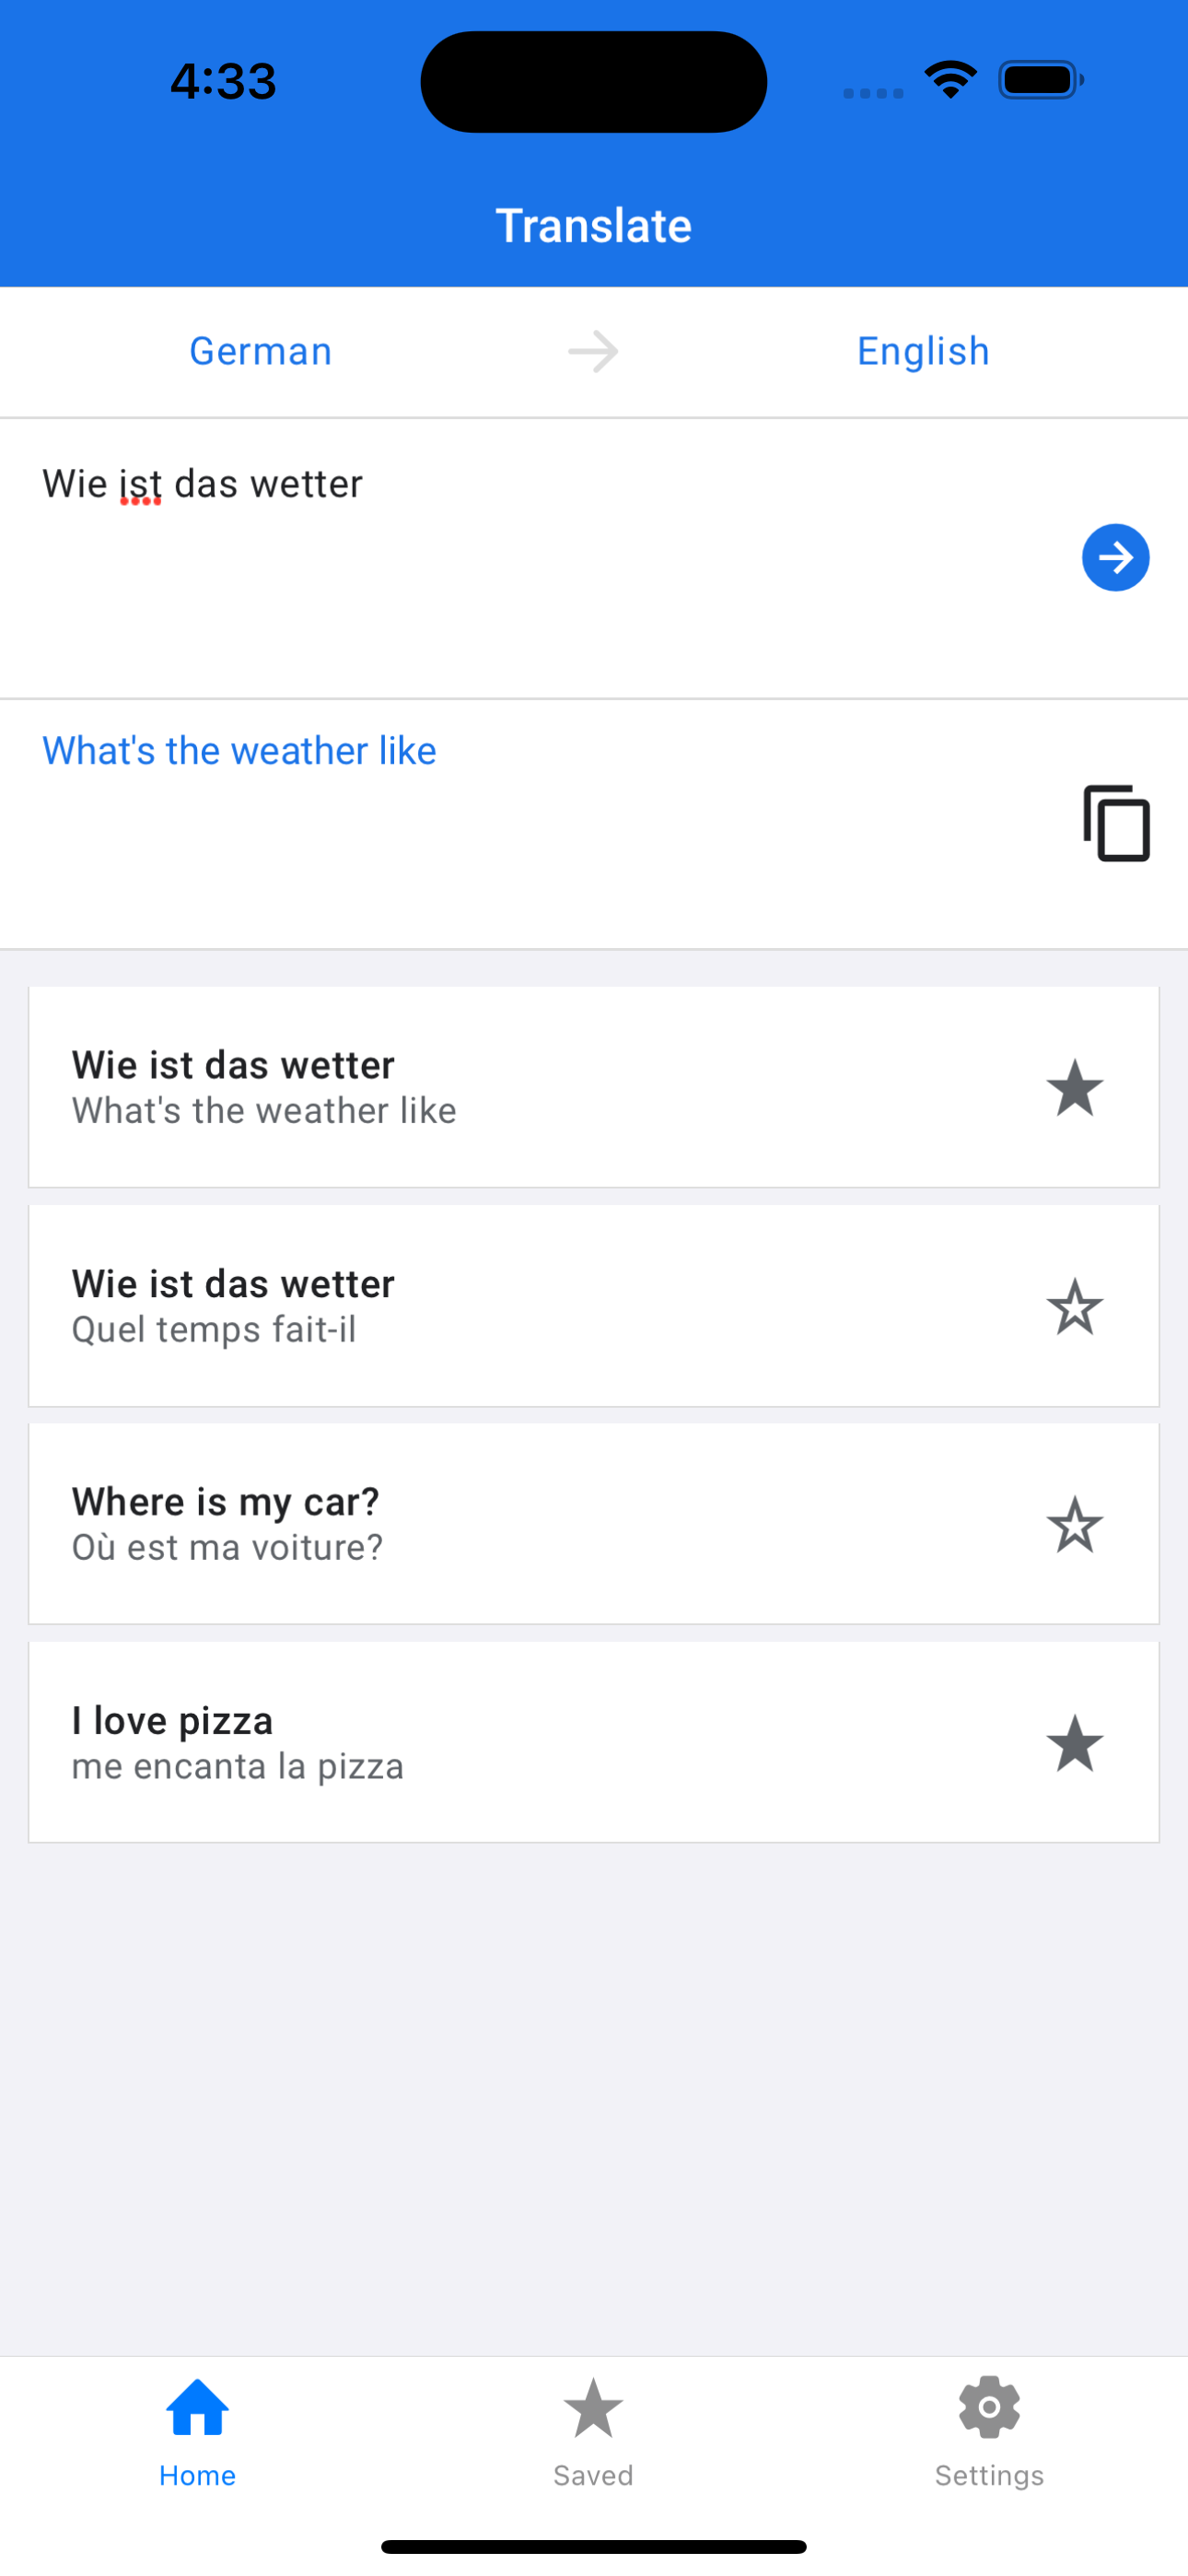 4:33
Translate
German
English
Wie ist das wetter
What's the weather like
Wie ist das wetter
What's the weather like
Wie ist das wetter
Quel temps fait-il
Where is my car?
Où est ma voiture?
I love pizza
me encanta la pizza
Home
Saved
Settings